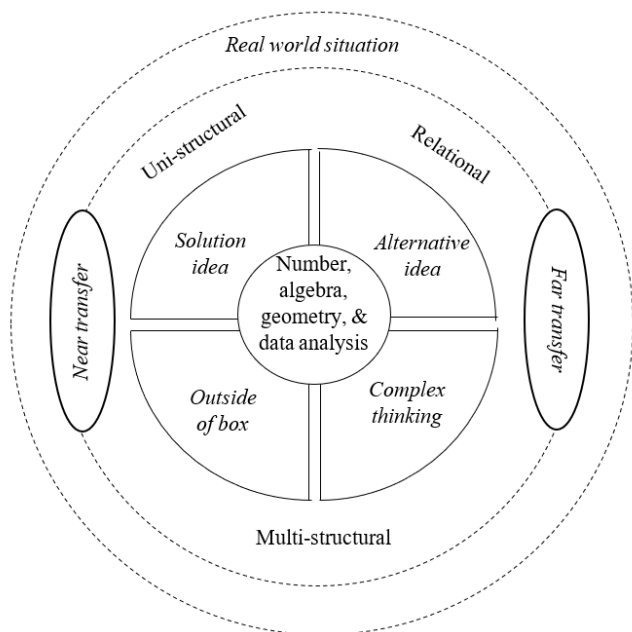 Real world situation
Uni-structural
Relational
Solution
idea
Alternative
idea
Number,
algebra,
geometry, &
data analysis
Near transfer
Far transfer
Outside
of box
Complex
thinking
Multi-structural